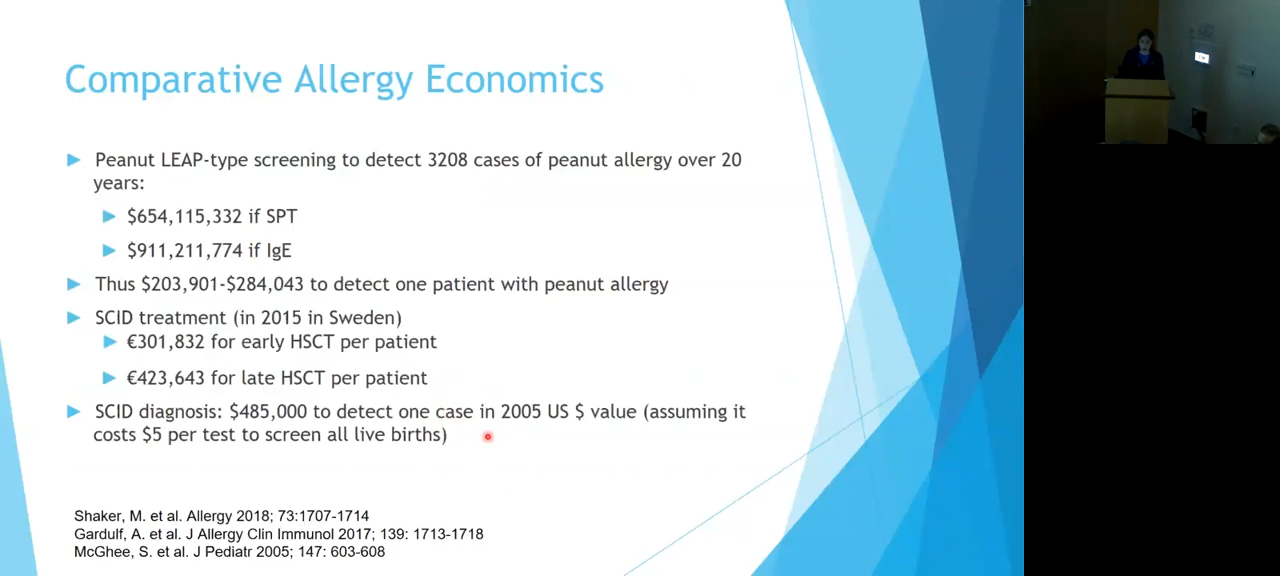 Comparative Allergy Economics
Peanut LEAP-type screening to detect 3208 cases of peanut allergy over 20
years:
$654,115,332 if SPT
$911,211,774 if IgE
Thus $203,901-$284,043 to detect one patient with peanut allergy
SCID treatment (in 2015 in Sweden)
€301,832 for early HSCT per patient
€423,643 for late HSCT per patient
SCID diagnosis: $485,000 to detect one case in 2005 US $ value (assuming it
costs $5 per test to screen all live births)
Shaker, M. et al. Allergy 2018; 73:1707-1714
Gardulf, A. et al. J Allergy Clin Immunol 2017; 139: 1713-1718
McGhee, S. et al. J Pediatr 2005; 147: 603-608